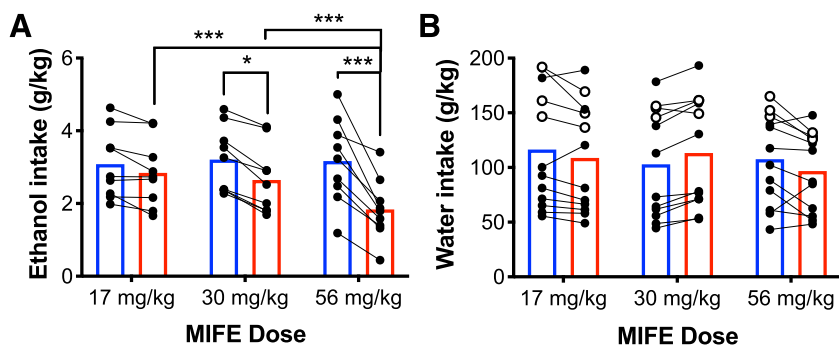 A
***
***
***
*
6
4
2
0
Ethanol intake (g/kg)
17 mg/kg 30 mg/kg 56 mg/kg
MIFE Dose
B
200
150
100
50
0
Water intake (g/kg)
17 mg/kg 30 mg/kg 56 mg/kg
MIFE Dose